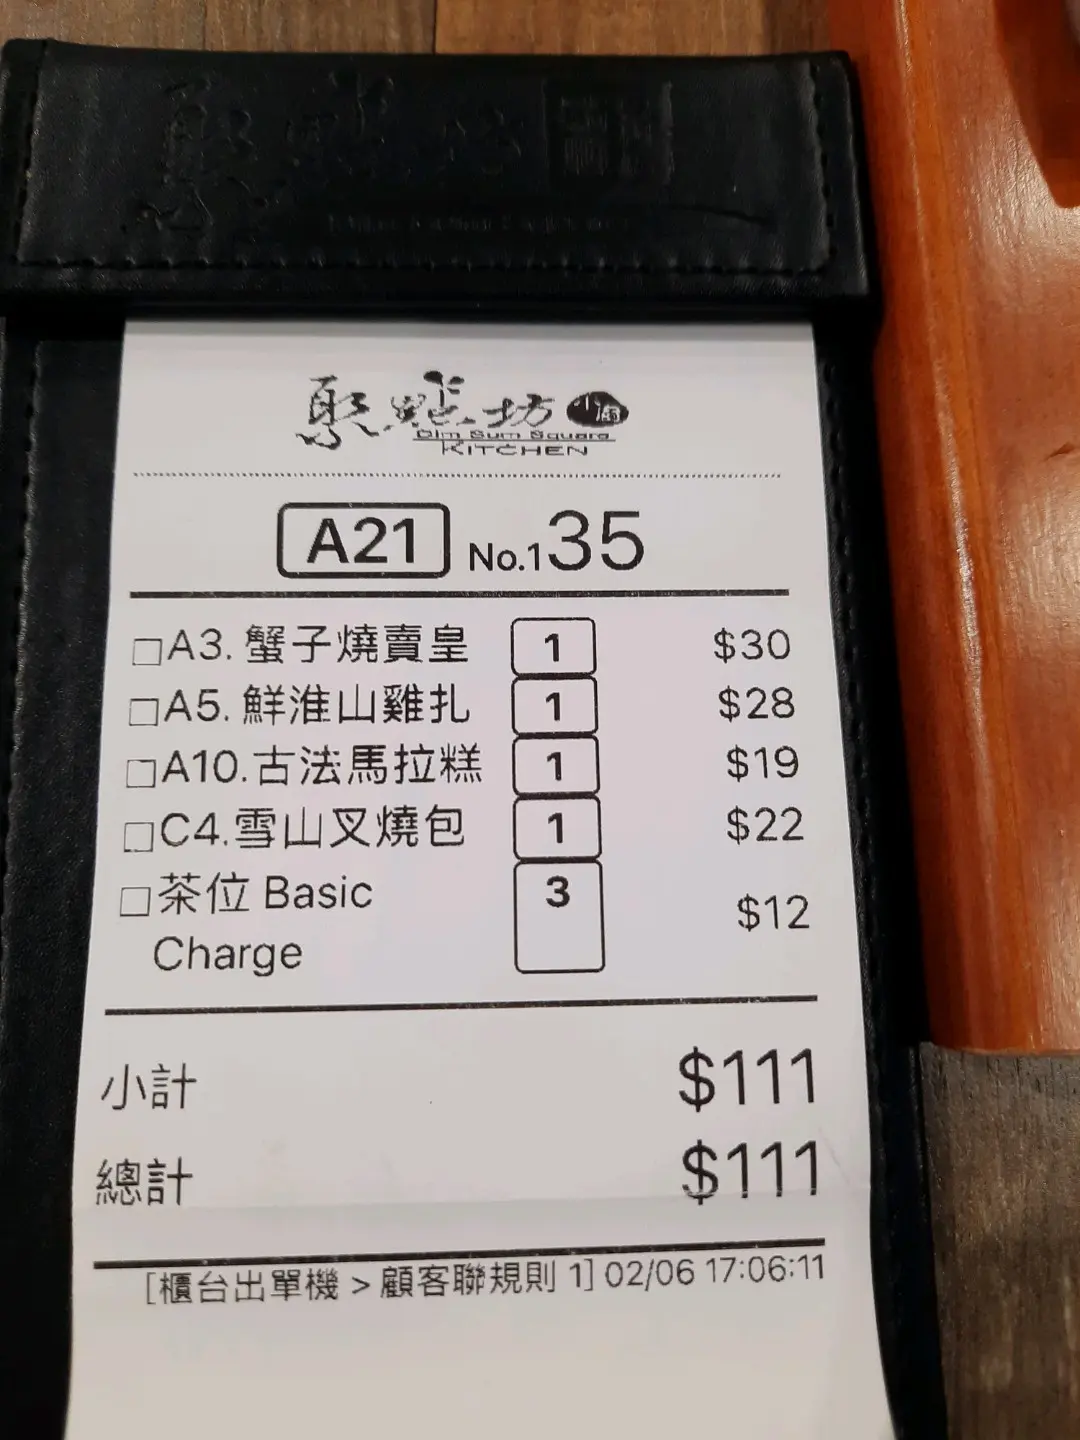 聚點坊小廚
Dim Sum Square
KITCHEN
A21 No.135
□A3. 蟹子燒賣皇 1 $30
□A5. 鮮淮山雞扎 1 $28
□A10.古法馬拉糕 1 $19
□C4.雪山叉燒包 1 $22
□茶位 Basic 3 $12
Charge
小計 $111
總計 $111
[櫃台出單機 > 顧客聯規則 1] 02/06 17:06:11